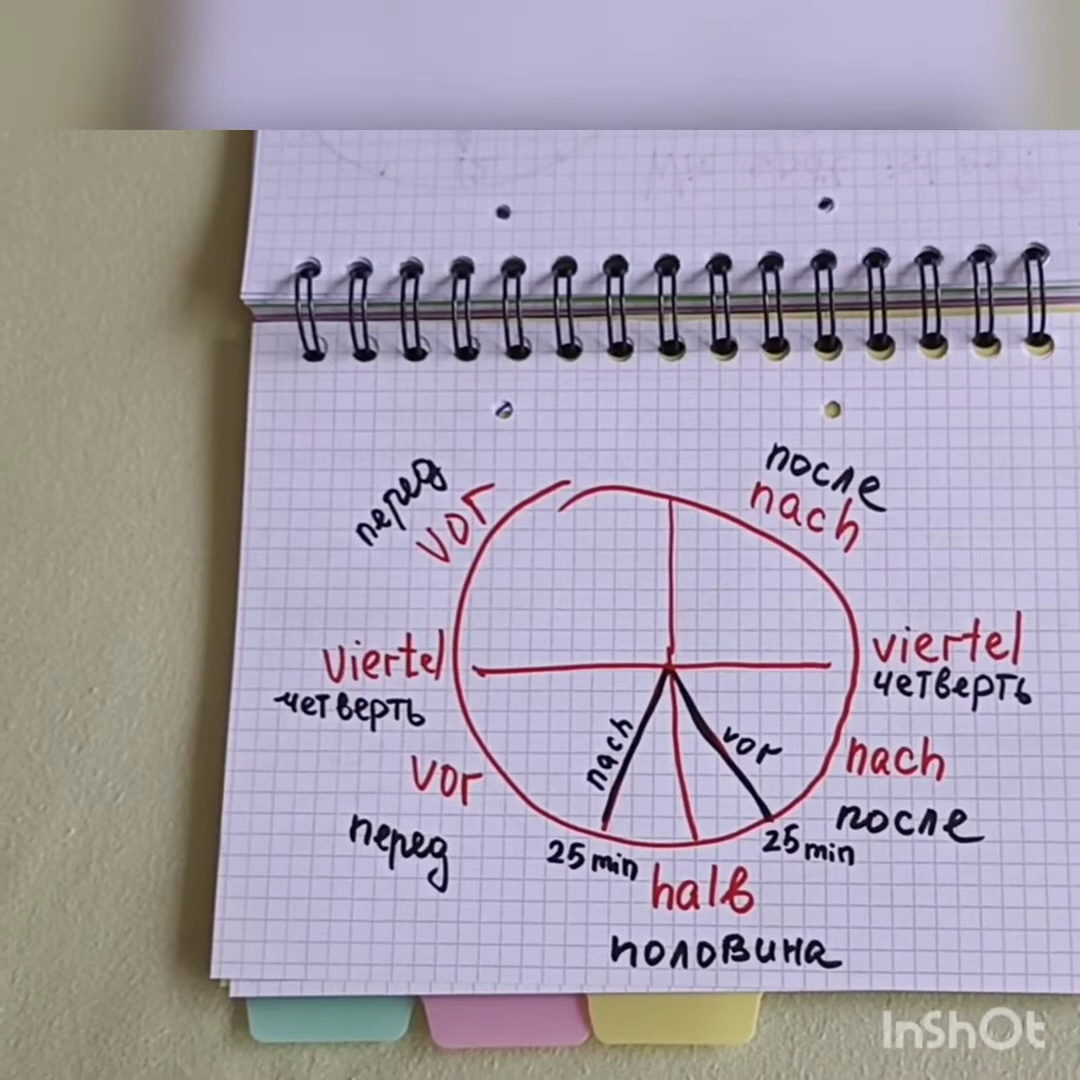 перед
vor
после
nach
viertel
четверть
viertel
четверть
nach
vor
vor
перед
nach
после
25 min
25 min
halb
половина
InShOt